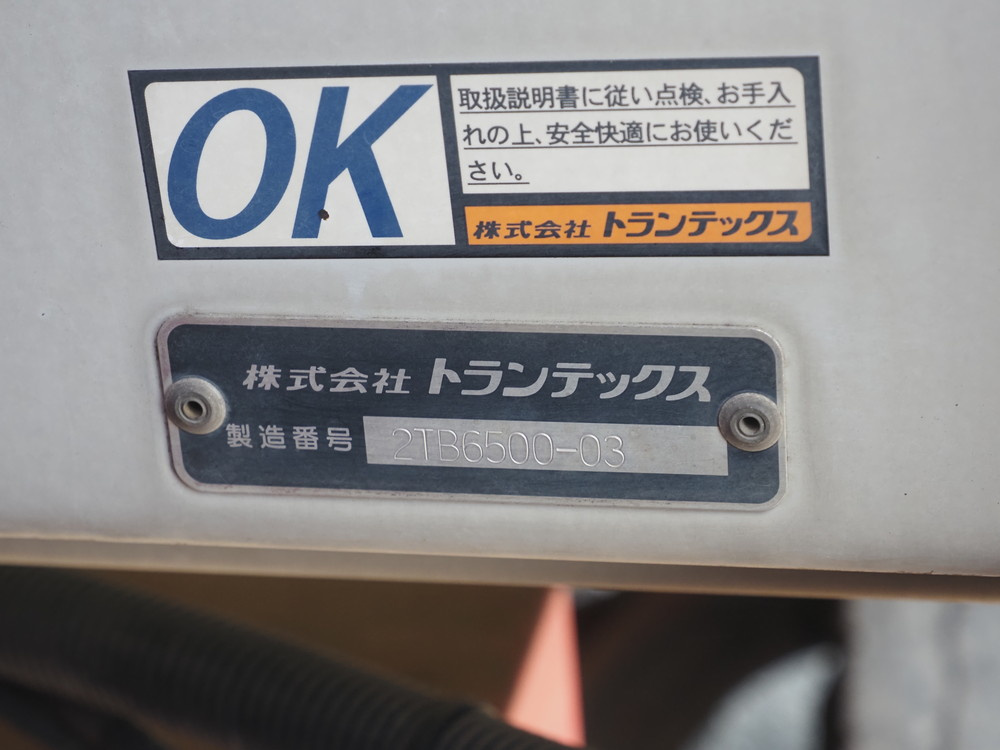 OK
取扱説明書に従い点検、お手入
れの上、安全快適にお使いくだ
さい。
株式会社 トランテックス
株式会社 トランテックス
製造番号 2TB6500-03